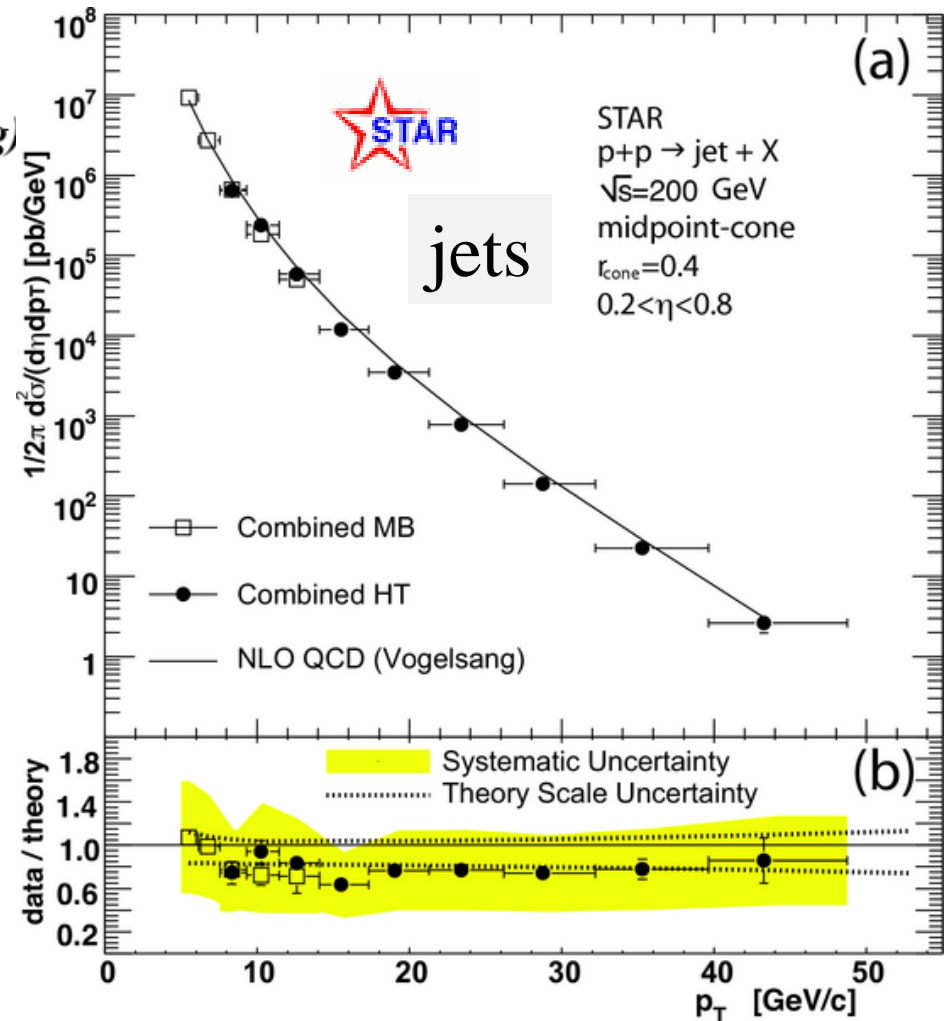 g)
10⁸
10⁷
10⁶
10⁵
10⁴
10³
10²
10
1
1/2π d²σ/(dηdp_T) [pb/GeV]
(a)
STAR
STAR
p+p → jet + X
√s=200 GeV
midpoint-cone
r_cone=0.4
0.2<η<0.8
jets
Combined MB
Combined HT
NLO QCD (Vogelsang)
(b)
Systematic Uncertainty
Theory Scale Uncertainty
data / theory
1.8
1.4
1.0
0.6
0.2
0 10 20 30 40 50
p_T [GeV/c]